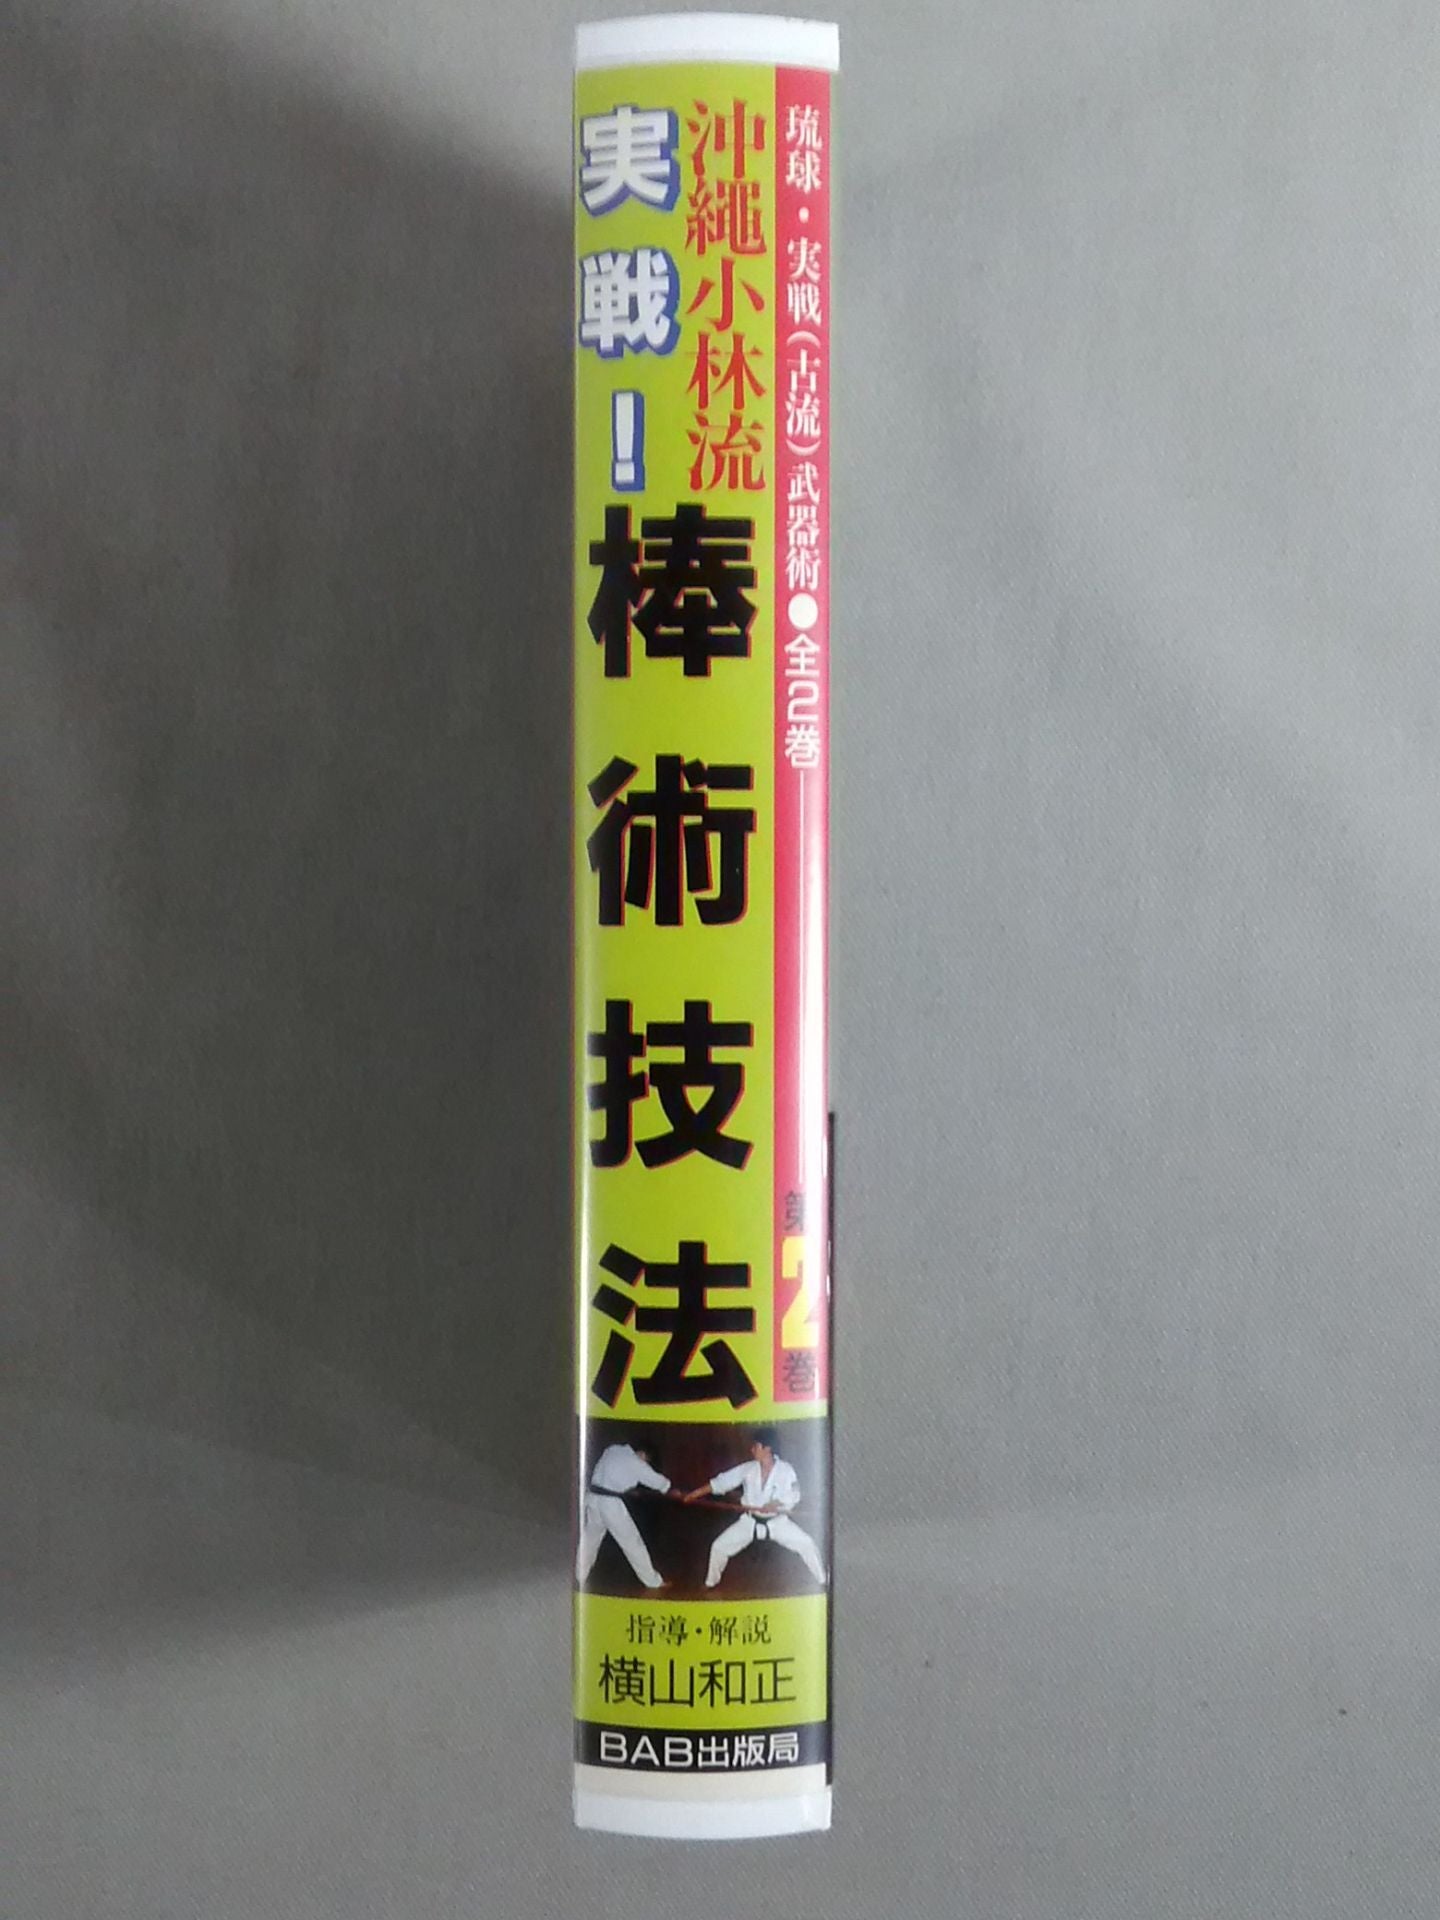 琉球・実戦(古流)武器術●全2巻
第2巻
沖縄小林流
実戦!
棒術技法
指導・解説
横山和正
BAB出版局